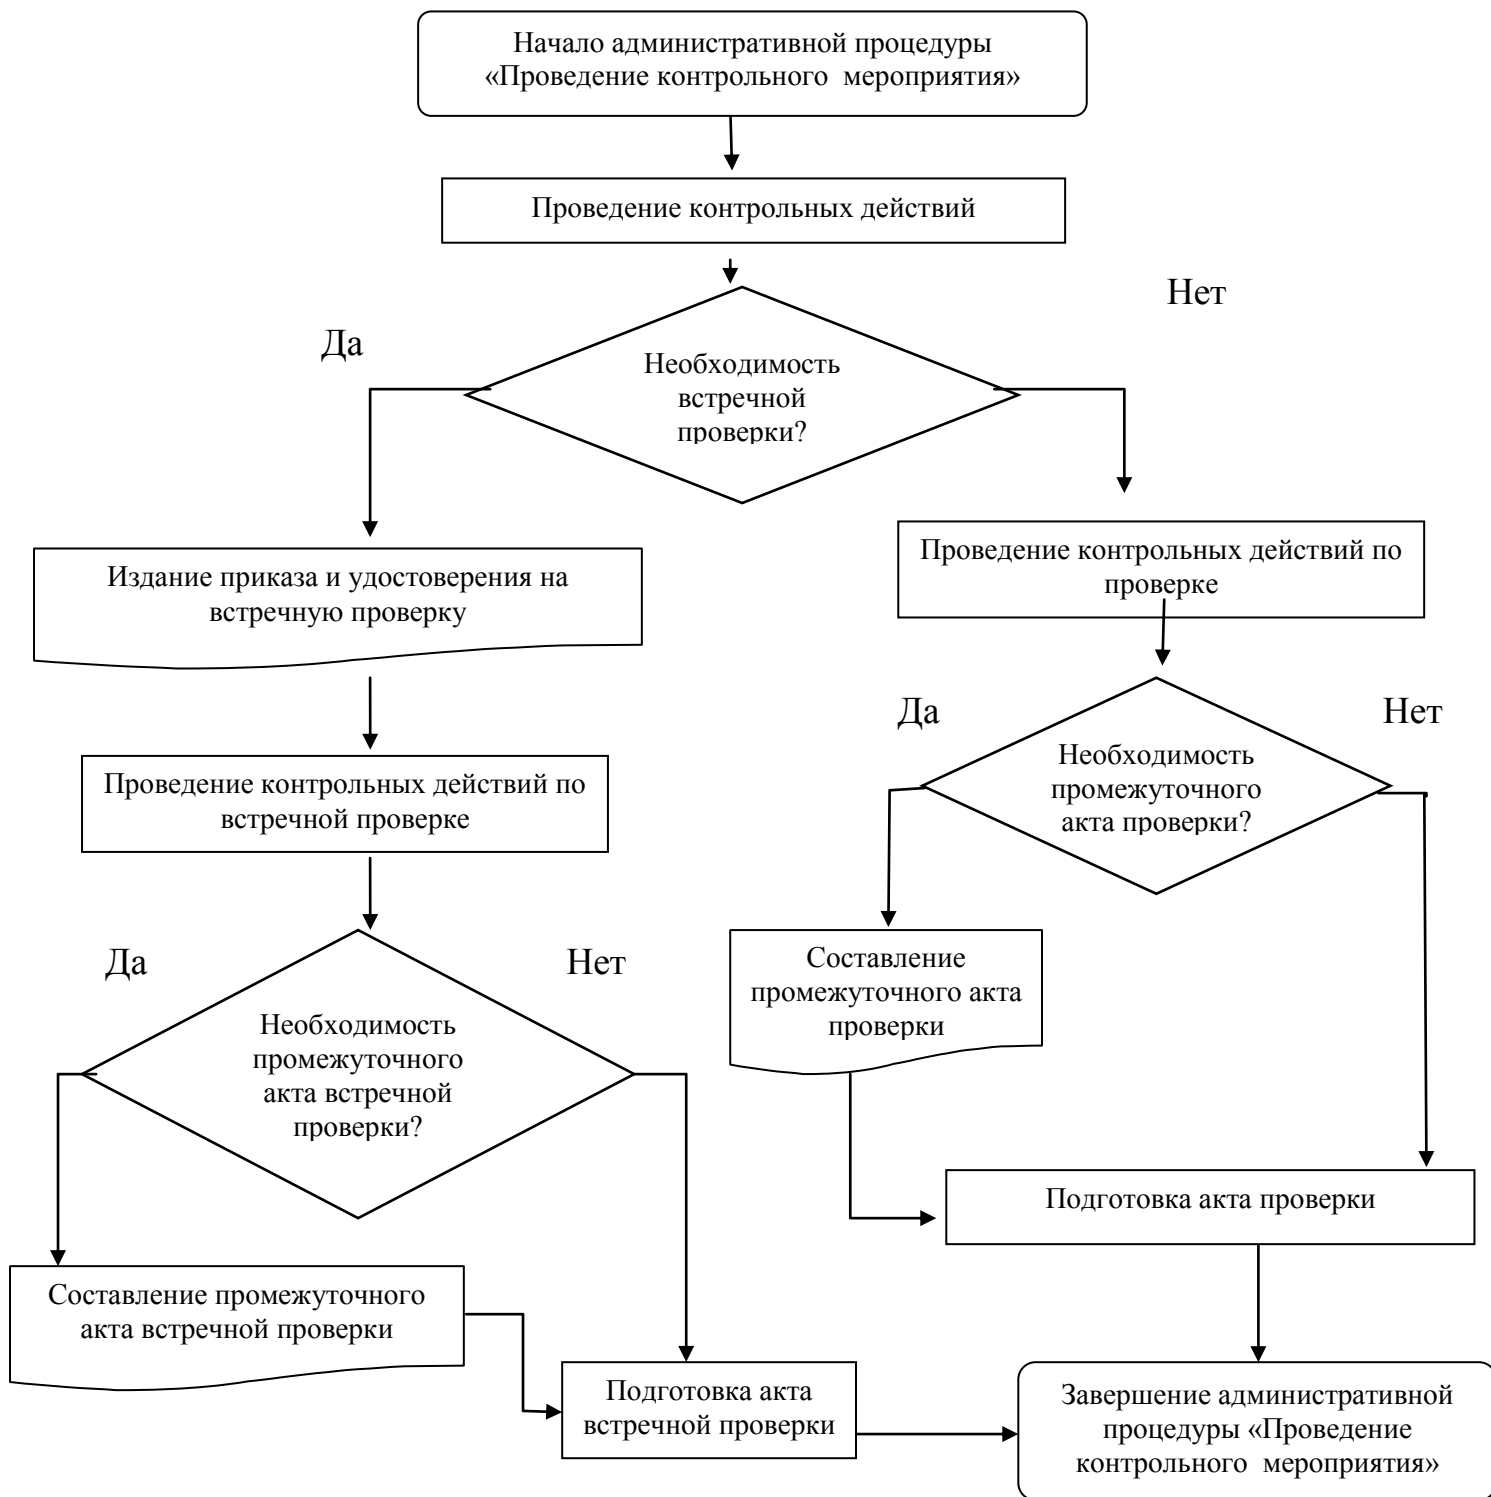 Начало административной процедуры
«Проведение контрольного  мероприятия»
Проведение контрольных действий
Нет
Да
Необходимость
встречной
проверки?
Издание приказа и удостоверения на
встречную проверку
Проведение контрольных действий по
проверке
Да
Нет
Необходимость
промежуточного
акта проверки?
Проведение контрольных действий по
встречной проверке
Да
Нет
Составление
промежуточного акта
проверки
Необходимость
промежуточного
акта встречной
проверки?
Подготовка акта проверки
Составление промежуточного
акта встречной проверки
Подготовка акта
встречной проверки
Завершение административной
процедуры «Проведение
контрольного  мероприятия»